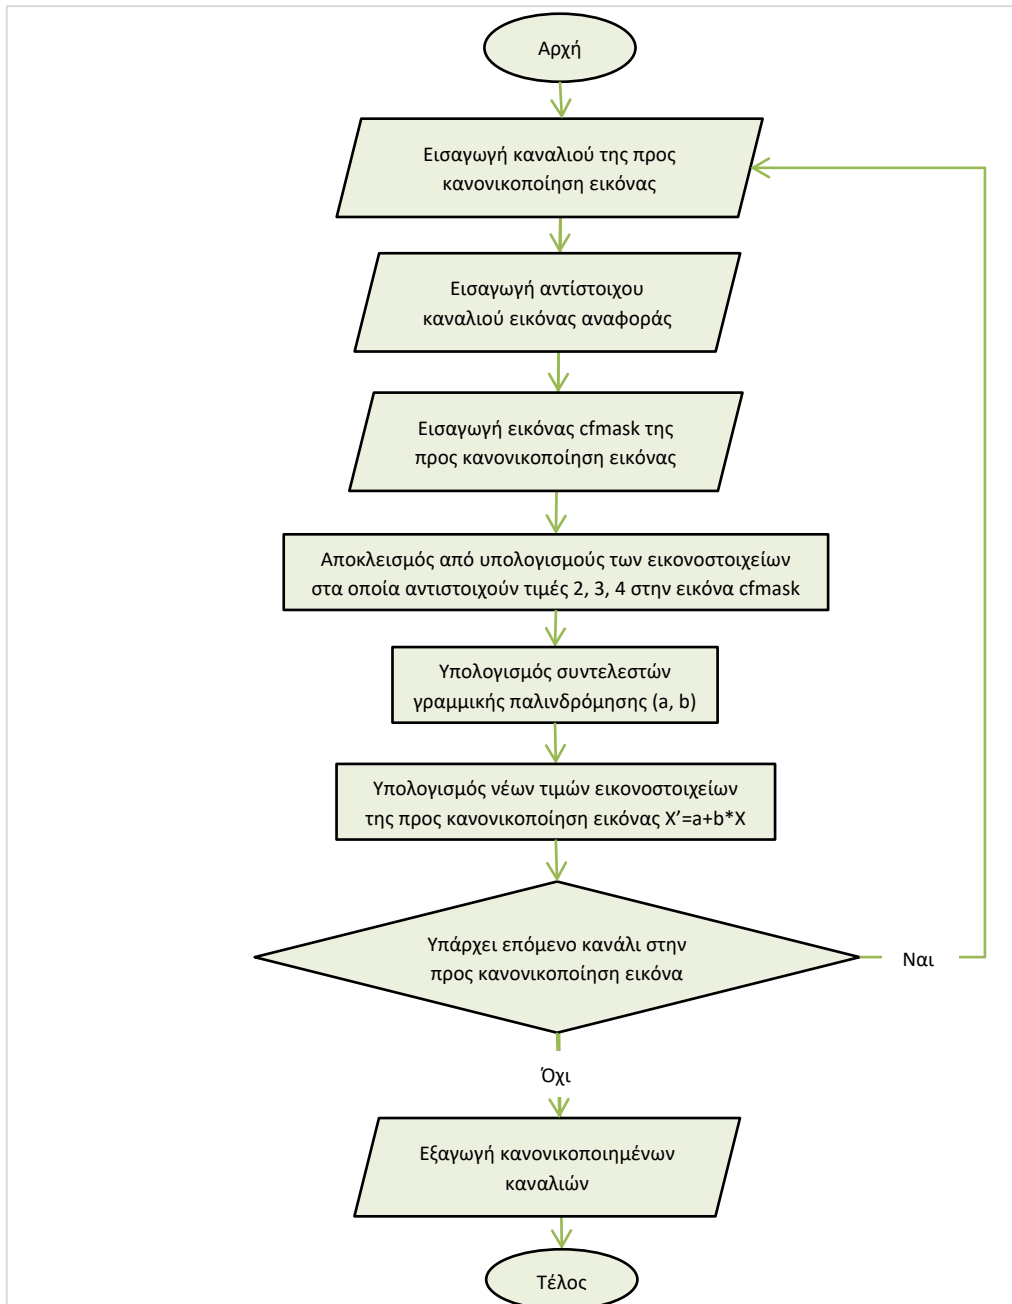 Αρχή
Εισαγωγή καναλιού της προς
κανονικοποίηση εικόνας
Εισαγωγή αντίστοιχου
καναλιού εικόνας αναφοράς
Εισαγωγή εικόνας cfmask της
προς κανονικοποίηση εικόνας
Αποκλεισμός από υπολογισμούς των εικονοστοιχείων
στα οποία αντιστοιχούν τιμές 2, 3, 4 στην εικόνα cfmask
Υπολογισμός συντελεστών
γραμμικής παλινδρόμησης (a, b)
Υπολογισμός νέων τιμών εικονοστοιχείων
της προς κανονικοποίηση εικόνας X’=a+b*X
Υπάρχει επόμενο κανάλι στην
προς κανονικοποίηση εικόνα
Ναι
Όχι
Εξαγωγή κανονικοποιημένων
καναλιών
Τέλος